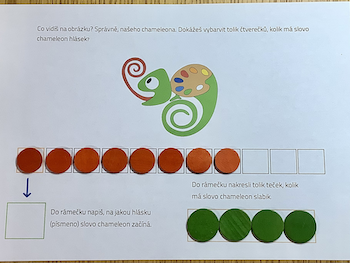 Co vidíš na obrázku? Správně, našeho chameleona. Dokážeš vybarvit tolik čtverečků, kolik má slovo
chameleon hlásek?
Do rámečku nakresli tolik teček, kolik
má slovo chameleon slabik.
Do rámečku napiš, na jakou hlásku
(písmeno) slovo chameleon začíná.